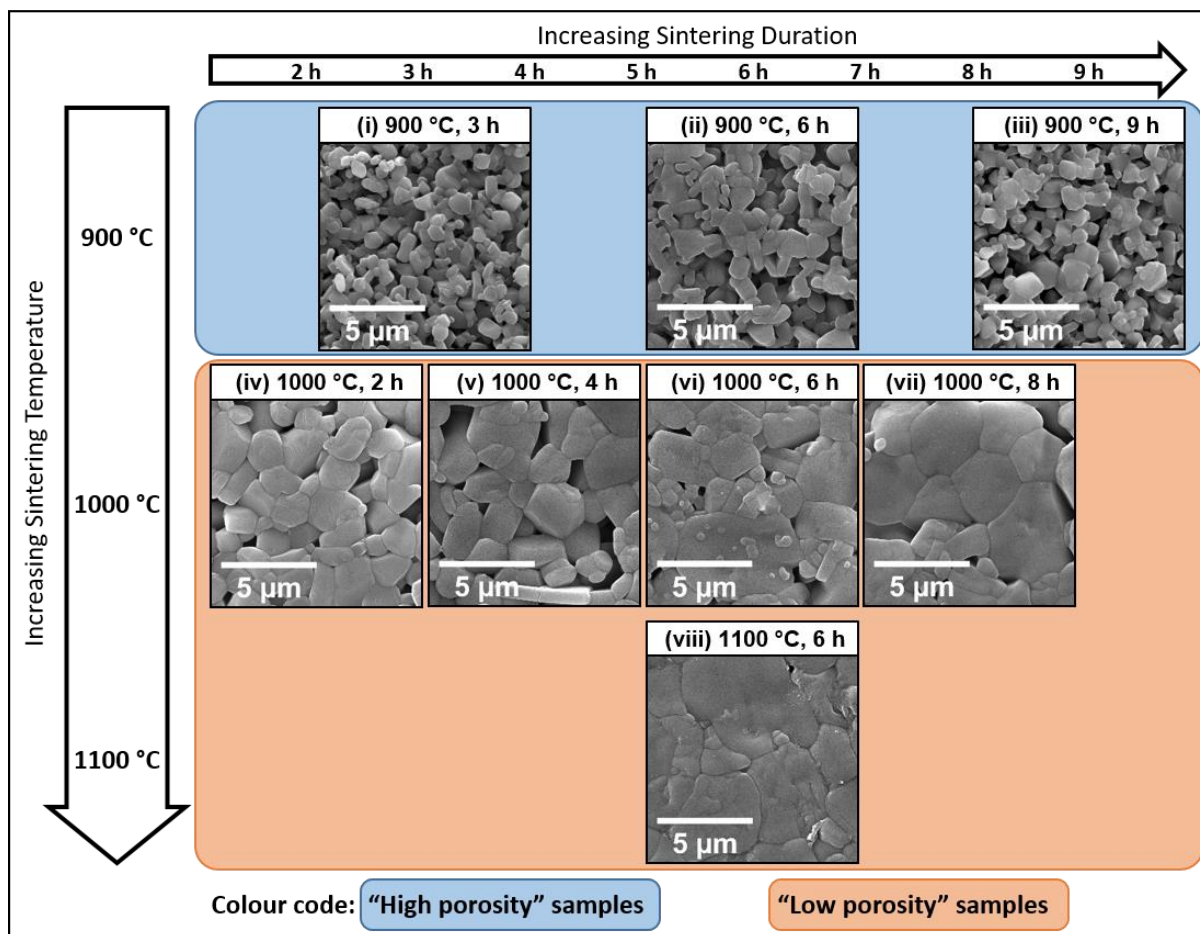 Increasing Sintering Duration
2 h 3 h 4 h 5 h 6 h 7 h 8 h 9 h
Increasing Sintering Temperature
900 °C
(i) 900 °C, 3 h
5 µm
(ii) 900 °C, 6 h
5 µm
(iii) 900 °C, 9 h
5 µm
1000 °C
(iv) 1000 °C, 2 h
5 µm
(v) 1000 °C, 4 h
5 µm
(vi) 1000 °C, 6 h
5 µm
(vii) 1000 °C, 8 h
5 µm
1100 °C
(viii) 1100 °C, 6 h
5 µm
Colour code: “High porosity” samples “Low porosity” samples